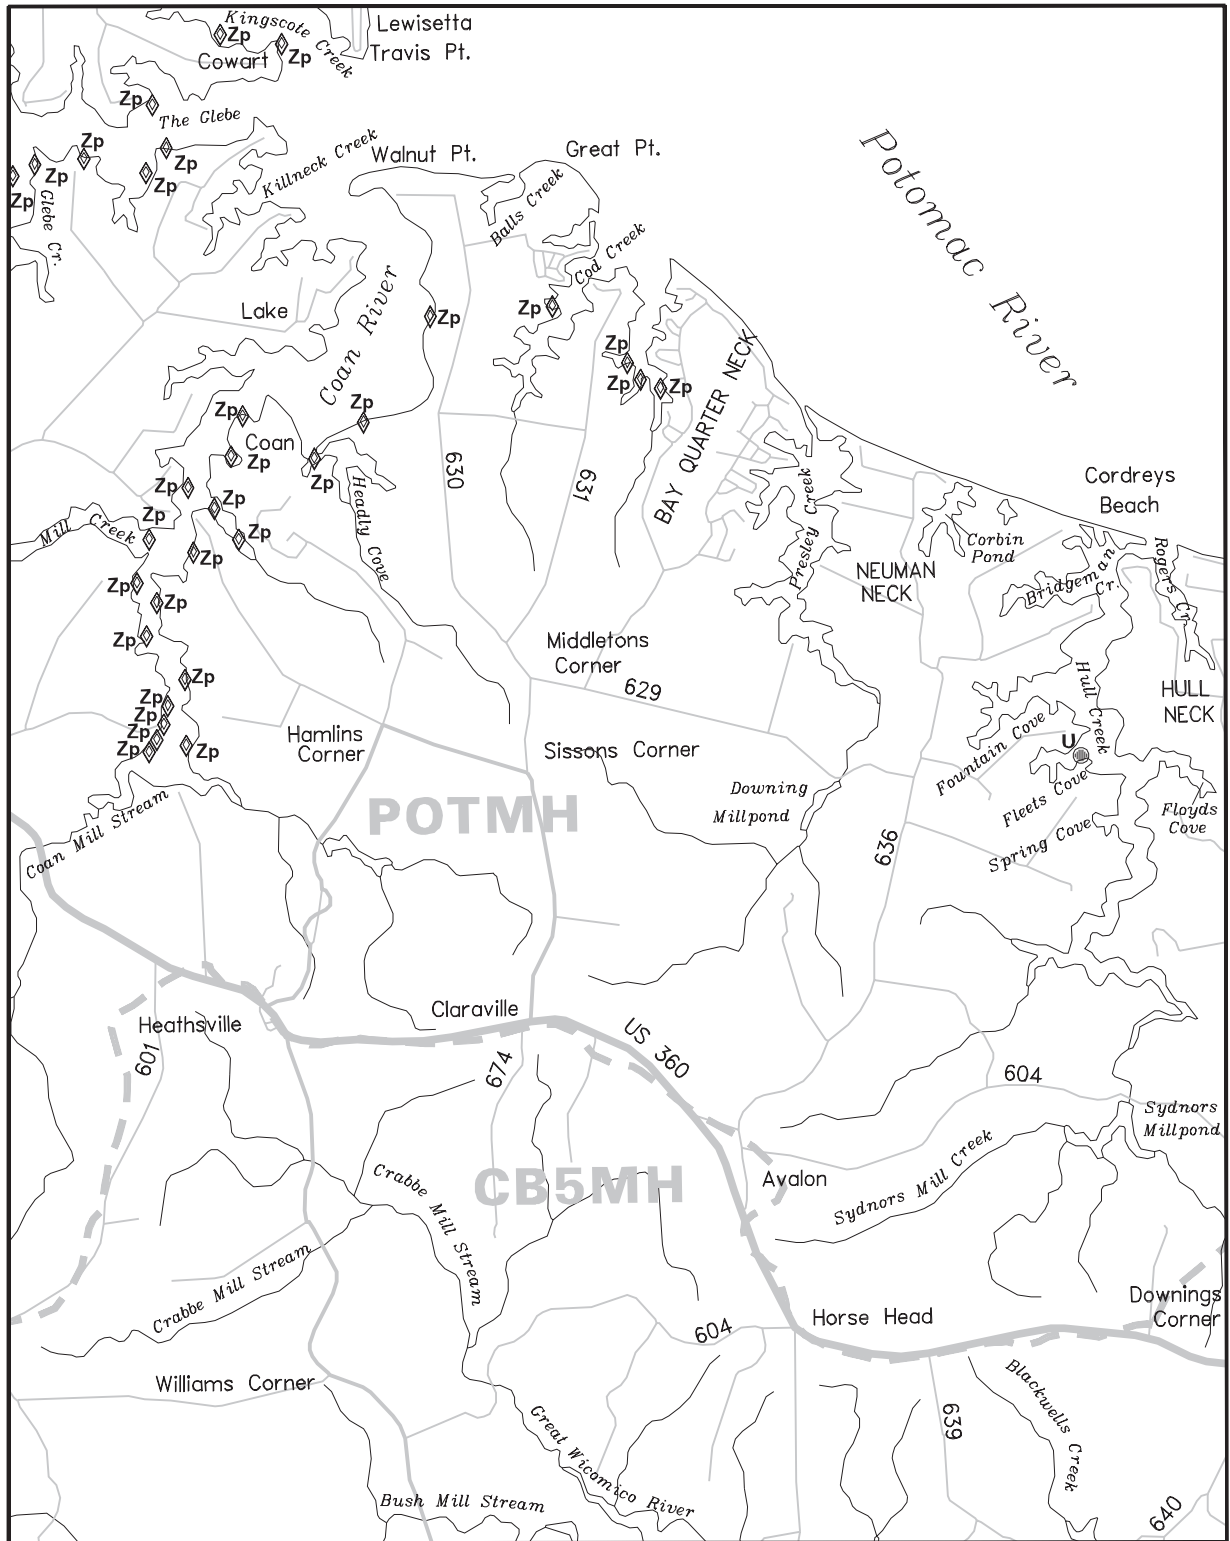 Kingscote Creek
Lewisetta
Travis Pt.
Zp
Zp
Cowart
Zp
The Glebe
Zp
Zp
Zp
Zp
Zp
Glebe Cr.
Killneck Creek
Walnut Pt.
Great Pt.
Balls Creek
Cod Creek
Potomac River
Lake
Coan River
Zp
Zp
Zp
Zp
Zp
BAY QUARTER NECK
Zp
Zp
Coan
Zp
Zp
Headly Cove
630
631
Zp
Zp
Zp
Mill Creek
Zp
Zp
Presley Creek
Cordreys
Beach
Corbin
Pond
NEUMAN
NECK
Bridgeman
Cr.
Rogers Cr.
Zp
Zp
Zp
Middletons
Corner
629
Zp
Zp
Zp
Zp
Zp
Zp
Hamlins
Corner
Sissons Corner
Hull Creek
HULL
NECK
Fountain Cove
U
Fleets Cove
Spring Cove
Floyds
Cove
Downing
Millpond
POTMH
636
Coan Mill Stream
Claraville
Heathsville
601
674
US 360
604
Sydnors
Millpond
Sydnors Mill Creek
Avalon
CB5MH
Crabbe Mill Stream
Crabbe Mill Stream
Downings
Corner
Horse Head
604
Williams Corner
Blackwells Creek
639
Great Wicomico River
Bush Mill Stream
640